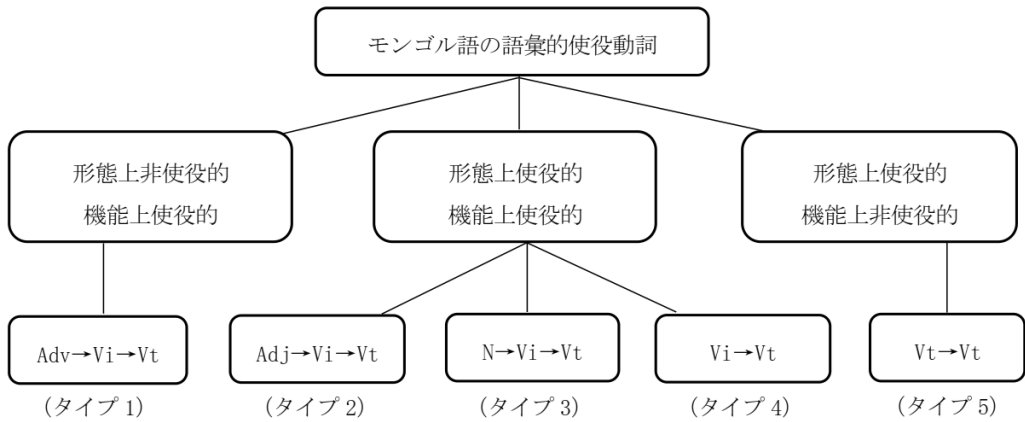 モンゴル語の語彙的使役動詞
形態上非使役的
機能上使役的
形態上使役的
機能上使役的
形態上使役的
機能上非使役的
Adv→Vi→Vt
Adj→Vi→Vt
N→Vi→Vt
Vi→Vt
Vt→Vt
(タイプ 1)
(タイプ 2)
(タイプ 3)
(タイプ 4)
(タイプ 5)